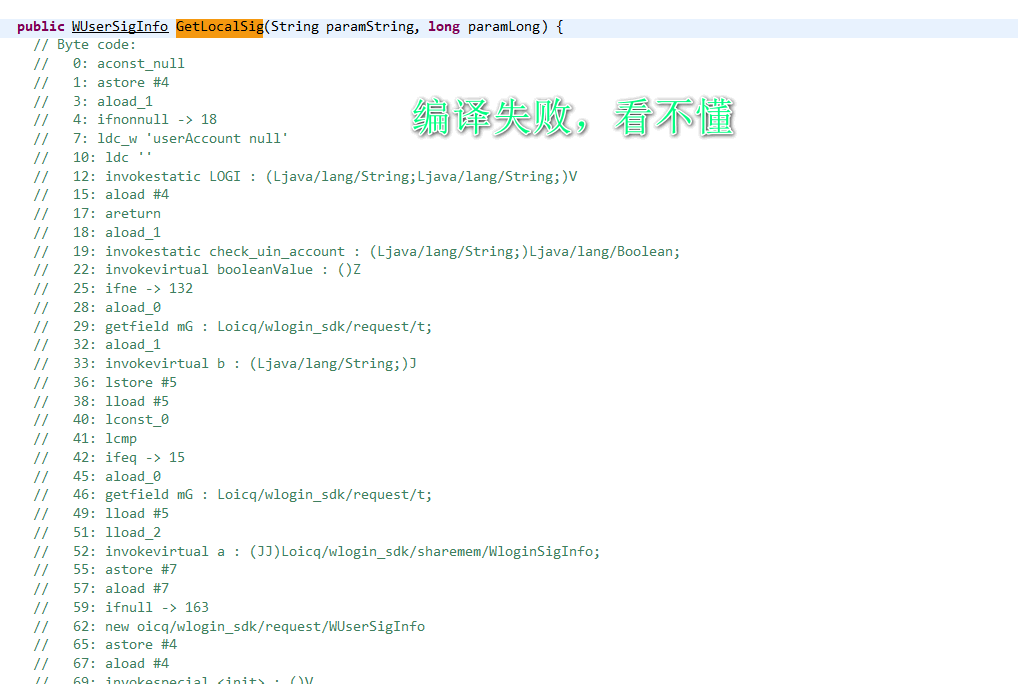 public WUserSigInfo GetLocalSig(String paramString, long paramLong) {
// Byte code:
//   0: aconst_null
//   1: astore #4
//   3: aload_1
//   4: ifnonnull -> 18
//   7: ldc_w 'userAccount null'
//   10: ldc ''
//   12: invokestatic LOGI : (Ljava/lang/String;Ljava/lang/String;)V
//   15: aload #4
//   17: areturn
//   18: aload_1
//   19: invokestatic check_uin_account : (Ljava/lang/String;)Ljava/lang/Boolean;
//   22: invokevirtual booleanValue : ()Z
//   25: ifne -> 132
//   28: aload_0
//   29: getfield mG : Loicq/wlogin_sdk/request/t;
//   32: aload_1
//   33: invokevirtual b : (Ljava/lang/String;)J
//   36: lstore #5
//   38: lload #5
//   40: lconst_0
//   41: lcmp
//   42: ifeq -> 15
//   45: aload_0
//   46: getfield mG : Loicq/wlogin_sdk/request/t;
//   49: lload #5
//   51: lload_2
//   52: invokevirtual a : (JJ)Loicq/wlogin_sdk/sharemem/WloginSigInfo;
//   55: astore #7
//   57: aload #7
//   59: ifnull -> 163
//   62: new oicq/wlogin_sdk/request/WUserSigInfo
//   65: astore #4
//   67: aload #4
//   69: invokespecial <init> : ()V
编译失败，看不懂